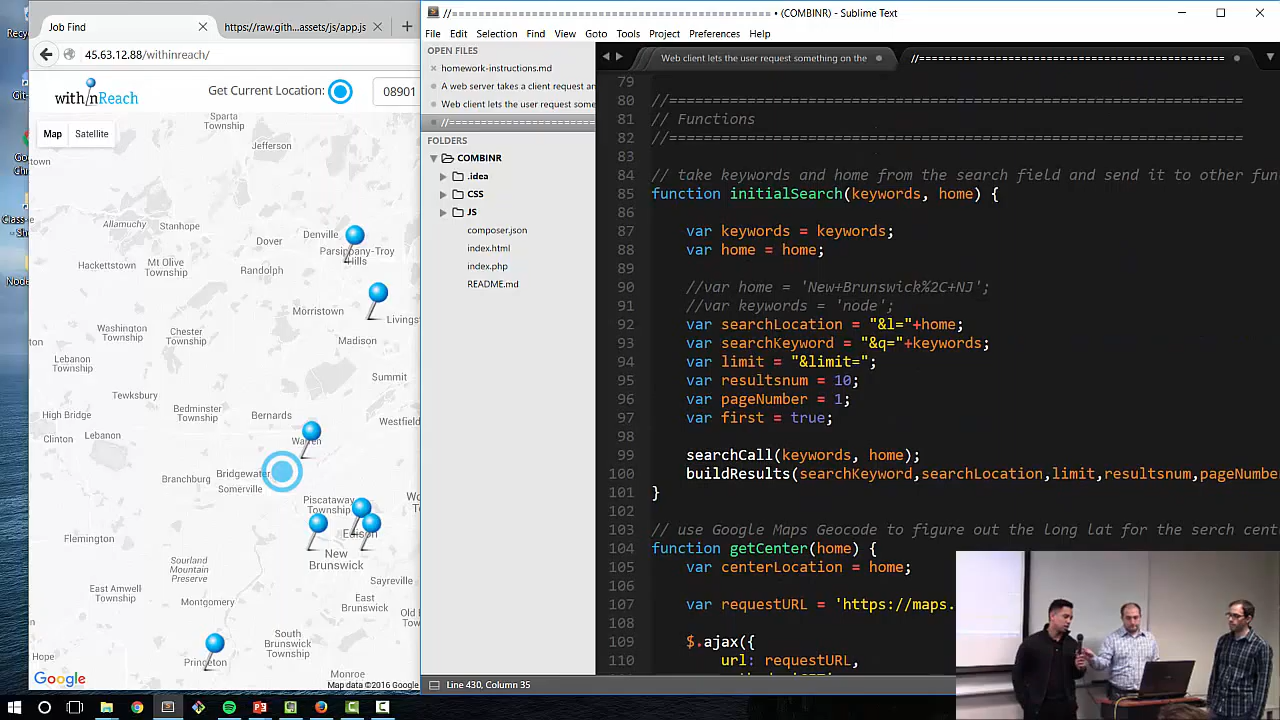 Job Find
https://raw.gith...assets/js/app.js
//============================================ • (COMBINR) - Sublime Text
45.63.12.88/withinreach/
File Edit Selection Find View Goto Tools Project Preferences Help
OPEN FILES
homework-instructions.md
A web server takes a client request an
Web client lets the user request some
//====================
FOLDERS
COMBINR
.idea
CSS
JS
composer.json
index.html
index.php
README.md
Web client lets the user request something on the
//============================================
withinReach
Get Current Location:
08901
Map
Satellite
Sparta
Township
Jefferson
Allamuchy
Stanhope
Denville
Dover
Parsippany-Troy
Hills
Hackettstown
Mt Olive
Township
Randolph
Morristown
Livings
Washington
Township
Chester
Township
Madison
Lebanon
Township
Summit
Tewksbury
High Bridge
Bedminster
Township
Bernards
Westfield
Clinton
Lebanon
Warren
Bridgewater
Branchburg
Somerville
Piscataway
Township
Flemington
Edison
New
Brunswick
Sourland
Mountain
Preserve
Sayreville
East Amwell
Township
Montgomery
East
Brunswick
Old B
Hope
Princeton
South
Brunswick
Township
Monroe
Google
Map data ©2016 Google
79
80 //==================================================================
81 // Functions
82 //==================================================================
83
84 // take keywords and home from the search field and send it to other fun
85 function initialSearch(keywords, home) {
86
87 var keywords = keywords;
88 var home = home;
89
90 //var home = 'New+Brunswick%2C+NJ';
91 //var keywords = 'node';
92 var searchLocation = "&l="+home;
93 var searchKeyword = "&q="+keywords;
94 var limit = "&limit=";
95 var resultsnum = 10;
96 var pageNumber = 1;
97 var first = true;
98
99 searchCall(keywords, home);
100 buildResults(searchKeyword,searchLocation,limit,resultsnum,pageNumbe
101 }
102
103 // use Google Maps Geocode to figure out the long lat for the serch cent
104 function getCenter(home) {
105 var centerLocation = home;
106
107 var requestURL = 'https://maps.
108
109 $.ajax({
110 url: requestURL,
Line 430, Column 35